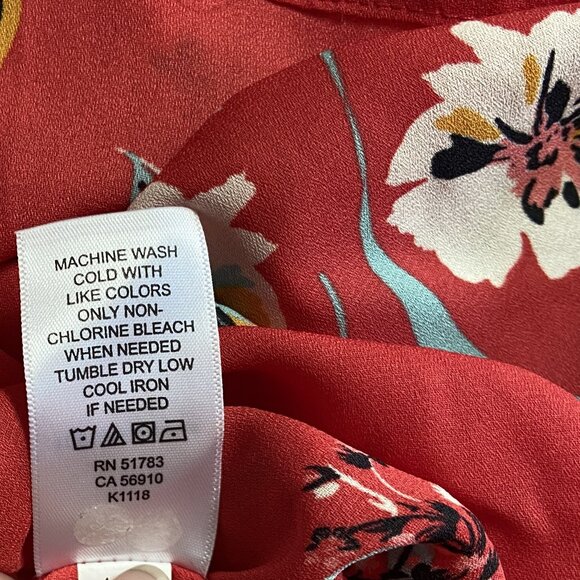 MACHINE WASH
COLD WITH
LIKE COLORS
ONLY NON-
CHLORINE BLEACH
WHEN NEEDED
TUMBLE DRY LOW
COOL IRON
IF NEEDED
RN 51783
CA 56910
K1118